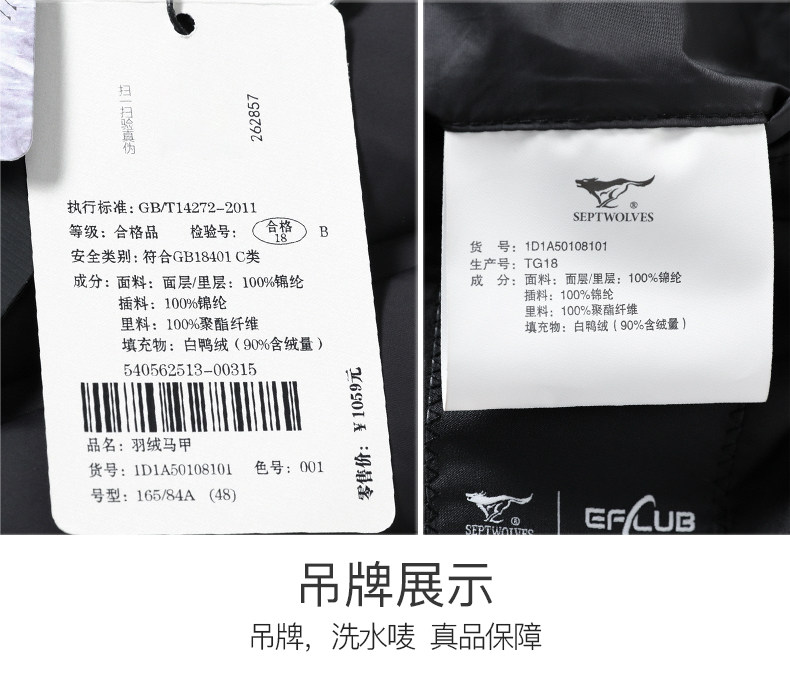 扫一扫验真伪
262857
执行标准: GB/T14272-2011
等级: 合格品 检验号: 合格 18 B
安全类别: 符合GB18401 C类
成分: 面料: 面层/里层: 100%锦纶
插料: 100%锦纶
里料: 100%聚酯纤维
填充物: 白鸭绒（90%含绒量）
540562513-00315
品名: 羽绒马甲
货号: 1D1A50108101 色号: 001
号型: 165/84A (48)
零售价: ¥ 1059元
SEPTWOLVES
货 号: 1D1A50108101
生产号: TG18
成 分: 面料: 面层/里层: 100%锦纶
插料: 100%锦纶
里料: 100%聚酯纤维
填充物: 白鸭绒（90%含绒量）
SEPTWOLVES
EFCLUB
吊牌展示
吊牌, 洗水唛 真品保障